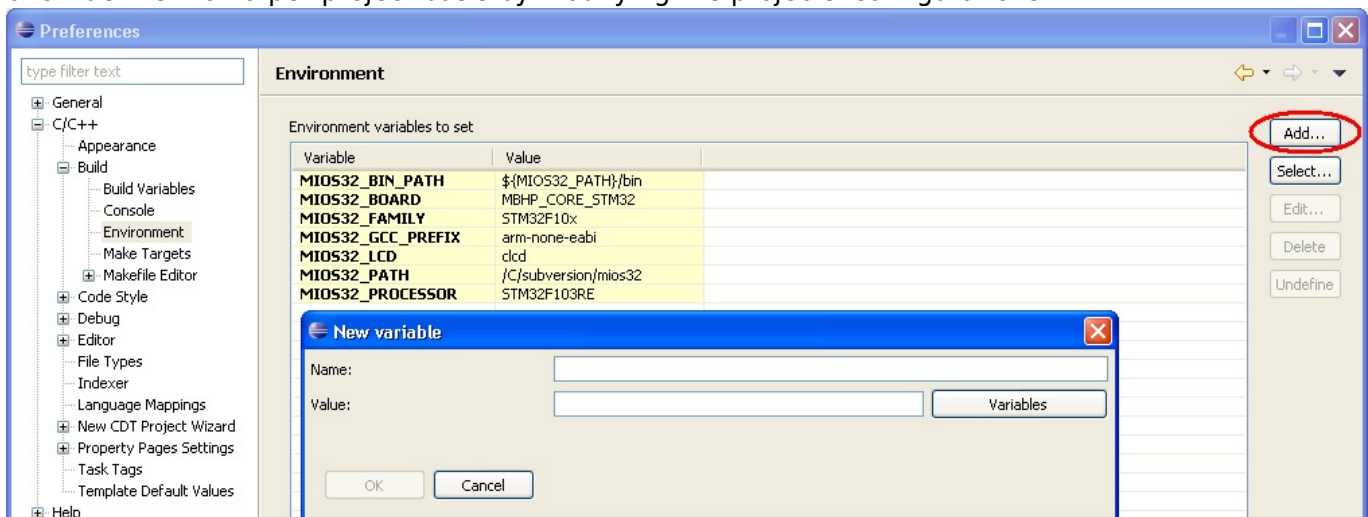 Preferences
type filter text
Environment
General
C/C++
Appearance
Build
Build Variables
Console
Environment
Make Targets
Makefile Editor
Code Style
Debug
Editor
File Types
Indexer
Language Mappings
New CDT Project Wizard
Property Pages Settings
Task Tags
Template Default Values
Help
Environment variables to set
Variable Value
MIOS32_BIN_PATH ${MIOS32_PATH}/bin
MIOS32_BOARD MBHP_CORE_STM32
MIOS32_FAMILY STM32F10x
MIOS32_GCC_PREFIX arm-none-eabi
MIOS32_LCD clcd
MIOS32_PATH /C/subversion/mios32
MIOS32_PROCESSOR STM32F103RE
Add...
Select...
Edit...
Delete
Undefine
New variable
Name:
Value:
Variables
OK Cancel